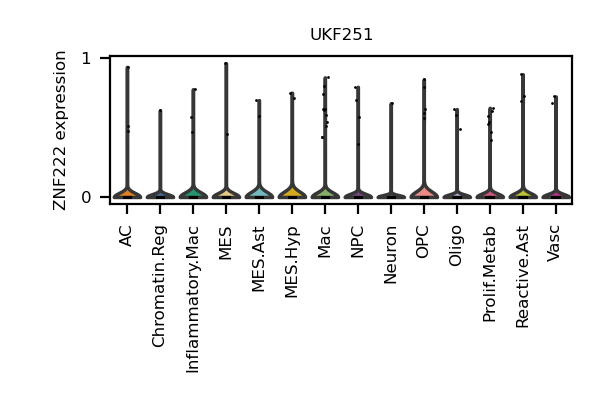 UKF251
ZNF222 expression
1
0
AC
Chromatin.Reg
Inflammatory.Mac
MES
MES.Ast
MES.Hyp
Mac
NPC
Neuron
OPC
Oligo
Prolif.Metab
Reactive.Ast
Vasc